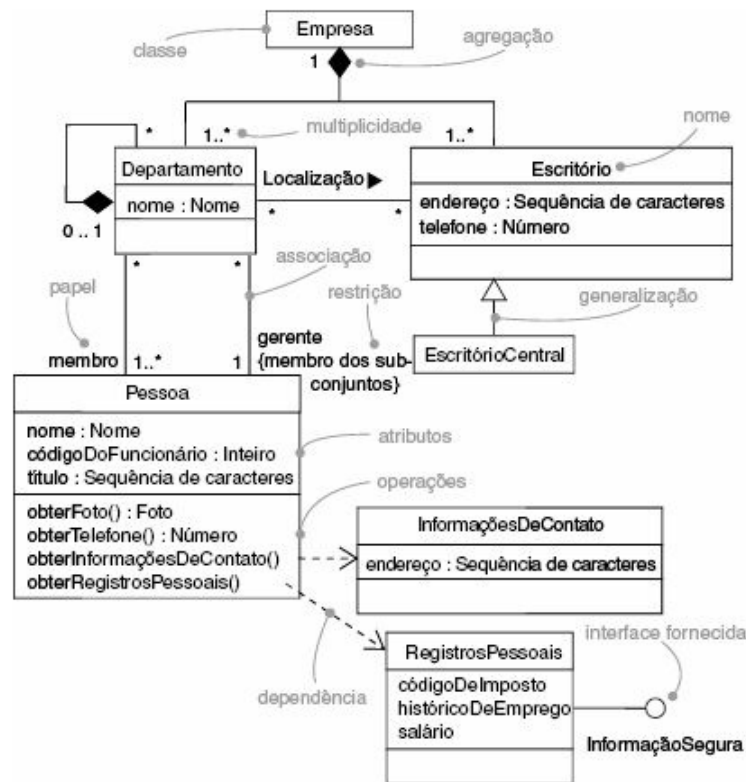 Empresa
classe
1
agregação
1..*
multiplicidade
1..*
nome
*
Departamento
nome : Nome
0 .. 1
Localização
*
*
Escritório
endereço : Sequência de caracteres
telefone : Número
*
*
associação
papel
restrição
generalização
membro
1..*
1
gerente
{membro dos sub-
conjuntos}
EscritórioCentral
Pessoa
nome : Nome
códigoDoFuncionário : Inteiro
título : Sequência de caracteres
atributos
operações
obterFoto() : Foto
obterTelefone() : Número
obterInformaçõesDeContato()
obterRegistrosPessoais()
InformaçõesDeContato
endereço : Sequência de caracteres
dependência
interface fornecida
RegistrosPessoais
códigoDeImposto
históricoDeEmprego
salário
InformaçãoSegura